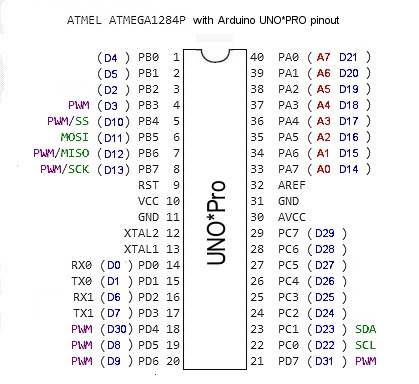 ATMEL ATMEGA1284P with Arduino UNO*PRO pinout
(D4) PB0 1 40 PA0 ( A7 D21 )
(D5) PB1 2 39 PA1 ( A6 D20 )
(D2) PB2 3 38 PA2 ( A5 D19 )
PWM (D3) PB3 4 37 PA3 ( A4 D18 )
PWM/SS (D10) PB4 5 36 PA4 ( A3 D17 )
MOSI (D11) PB5 6 35 PA5 ( A2 D16 )
PWM/MISO (D12) PB6 7 34 PA6 ( A1 D15 )
PWM/SCK (D13) PB7 8 33 PA7 ( A0 D14 )
RST 9 32 AREF
VCC 10 31 GND
GND 11 30 AVCC
XTAL2 12 29 PC7 (D29 )
XTAL1 13 28 PC6 (D28 )
RX0 (D0) PD0 14 27 PC5 (D27 )
TX0 (D1) PD1 15 26 PC4 (D26 )
RX1 (D6) PD2 16 25 PC3 (D25 )
TX1 (D7) PD3 17 24 PC2 (D24 )
PWM (D30) PD4 18 23 PC1 (D23 ) SDA
PWM (D8) PD5 19 22 PC0 (D22 ) SCL
PWM (D9) PD6 20 21 PD7 (D31 ) PWM
UNO*Pro